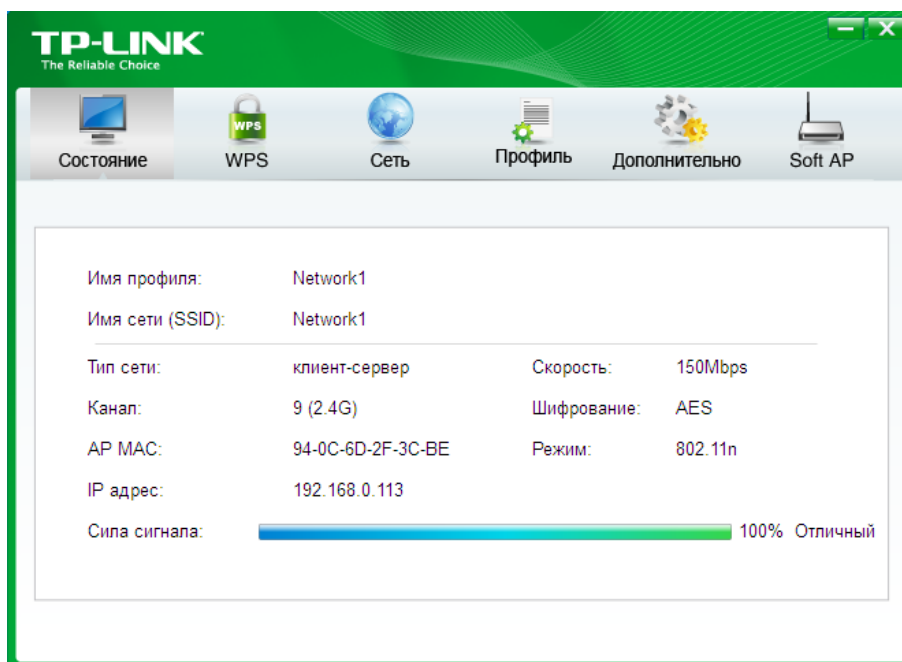 TP-LINK
The Reliable Choice
WPS
Состояние WPS Сеть Профиль Дополнительно Soft AP
Имя профиля: Network1
Имя сети (SSID): Network1
Тип сети: клиент-сервер Скорость: 150Mbps
Канал: 9 (2.4G) Шифрование: AES
AP MAC: 94-0C-6D-2F-3C-BE Режим: 802.11n
IP адрес: 192.168.0.113
Сила сигнала: 100% Отличный